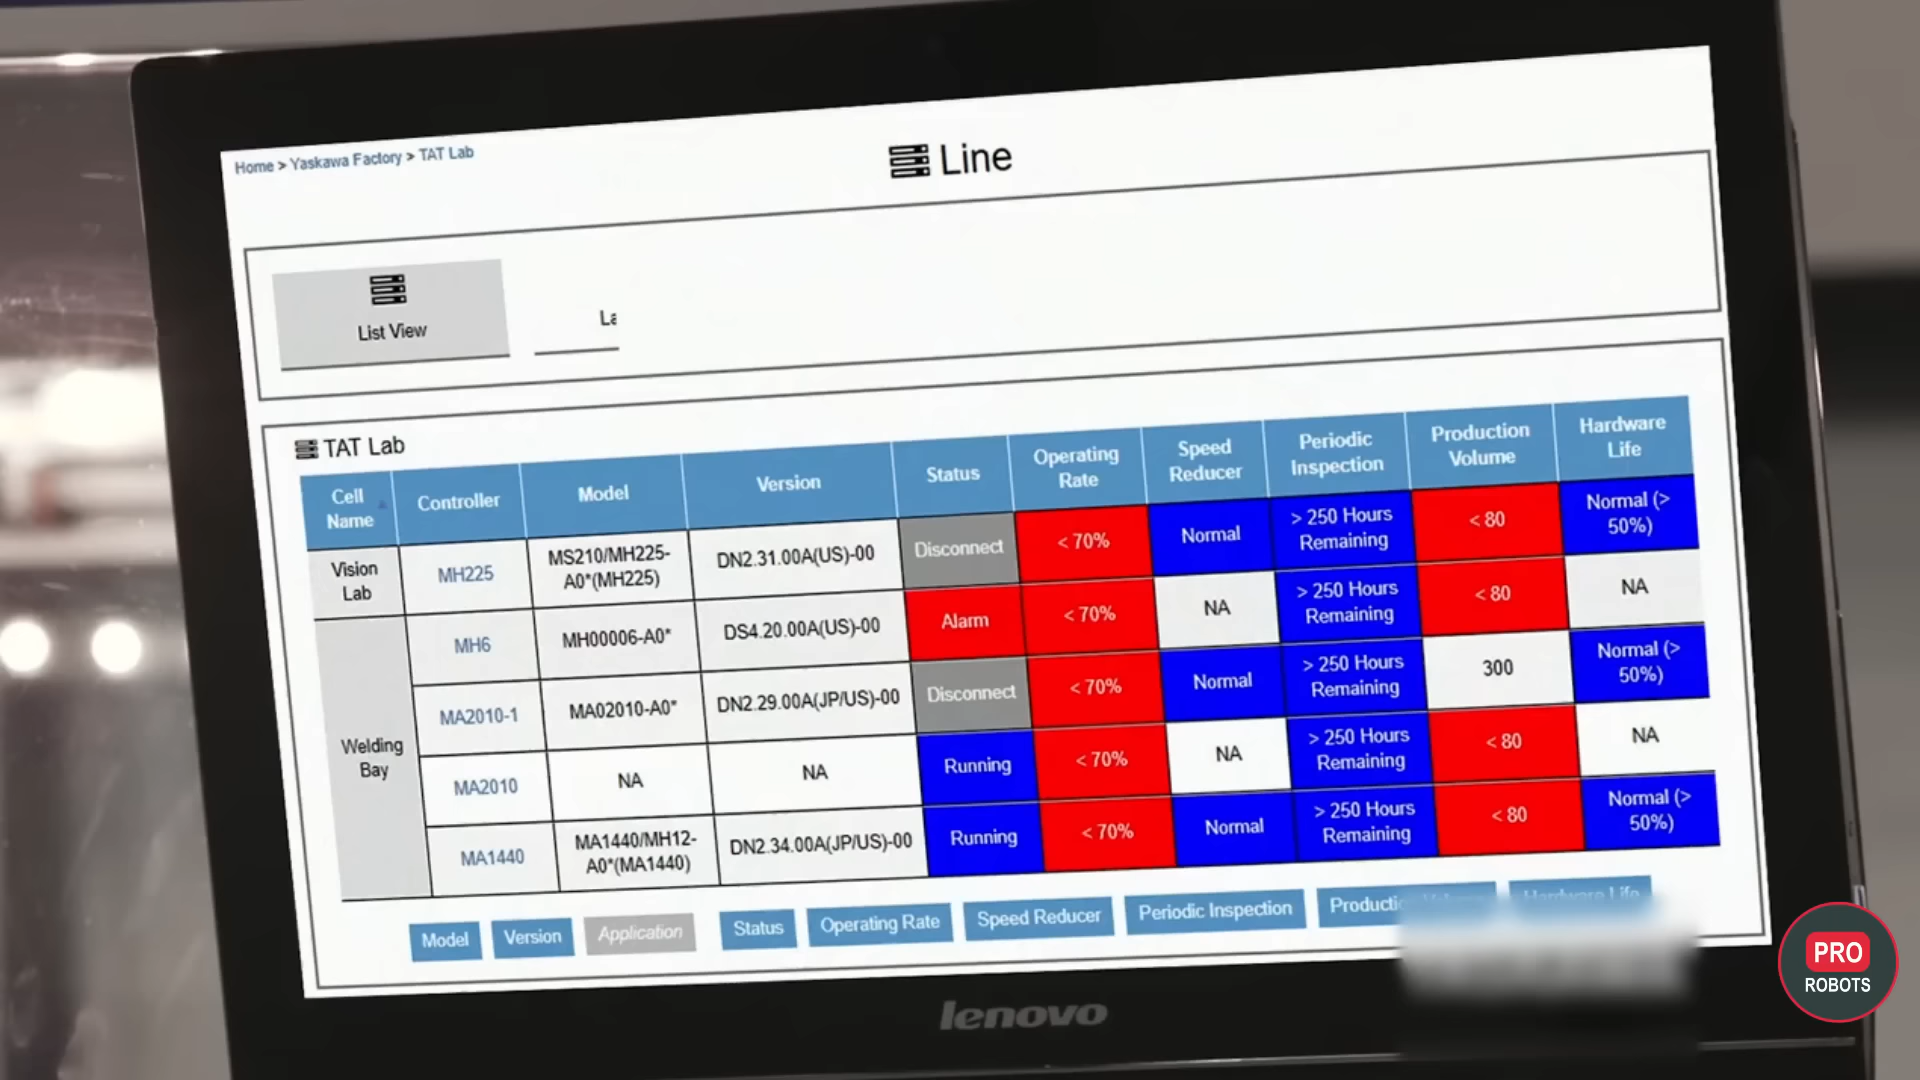 Home > Yaskawa Factory > TAT Lab
Line
List View
La
TAT Lab
Cell Name Controller Model Version Status Operating Rate Speed Reducer Periodic Inspection Production Volume Hardware Life
Vision Lab MH225 MS210/MH225-A0*(MH225) DN2.31.00A(US)-00 Disconnect < 70% Normal > 250 Hours Remaining < 80 Normal (> 50%)
Welding Bay MH6 MH00006-A0* DS4.20.00A(US)-00 Alarm < 70% NA > 250 Hours Remaining < 80 NA
MA2010-1 MA02010-A0* DN2.29.00A(JP/US)-00 Disconnect < 70% Normal > 250 Hours Remaining 300 Normal (> 50%)
MA2010 NA NA Running < 70% NA > 250 Hours Remaining < 80 NA
MA1440 MA1440/MH12-A0*(MA1440) DN2.34.00A(JP/US)-00 Running < 70% Normal > 250 Hours Remaining < 80 Normal (> 50%)
Model Version Application Status Operating Rate Speed Reducer Periodic Inspection Hardware Life
lenovo
PRO
ROBOTS